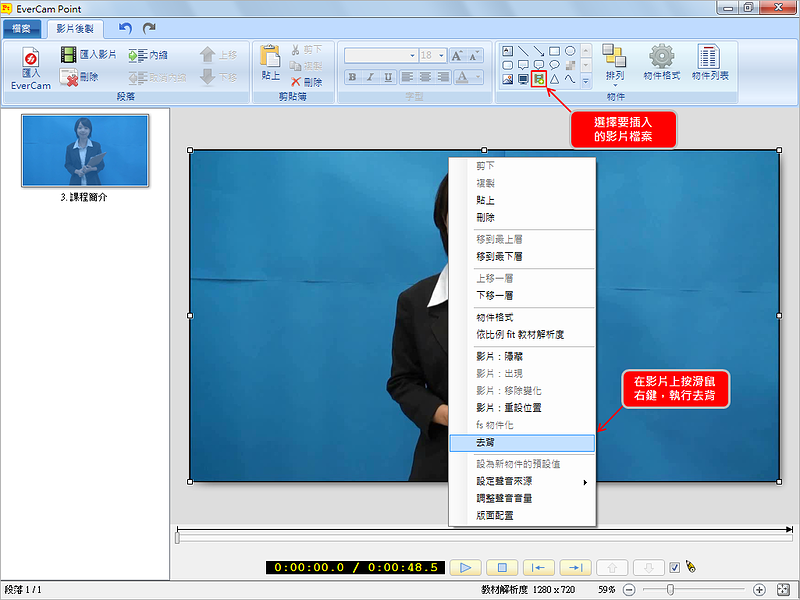 EverCam Point
檔案
影片後製
匯入
EverCam
匯入影片
刪除
內縮
取消內縮
上移
下移
段落
貼上
剪下
複製
刪除
剪貼簿
18
A A
B I U
A
字型
排列
物件格式
物件列表
物件
選擇要插入
的影片檔案
3. 課程簡介
剪下
複製
貼上
刪除
移到最上層
移到最下層
上移一層
下移一層
物件格式
依比例 fit 教材解析度
影片：隱藏
影片：出現
影片：移除變化
影片：重設位置
fs 物件化
去背
設為新物件的預設值
設定聲音來源
調整聲音音量
版面配置
在影片上按滑鼠
右鍵，執行去背
0:00:00.0 / 0:00:48.5
段落 1 / 1
教材解析度 1280 x 720
59%